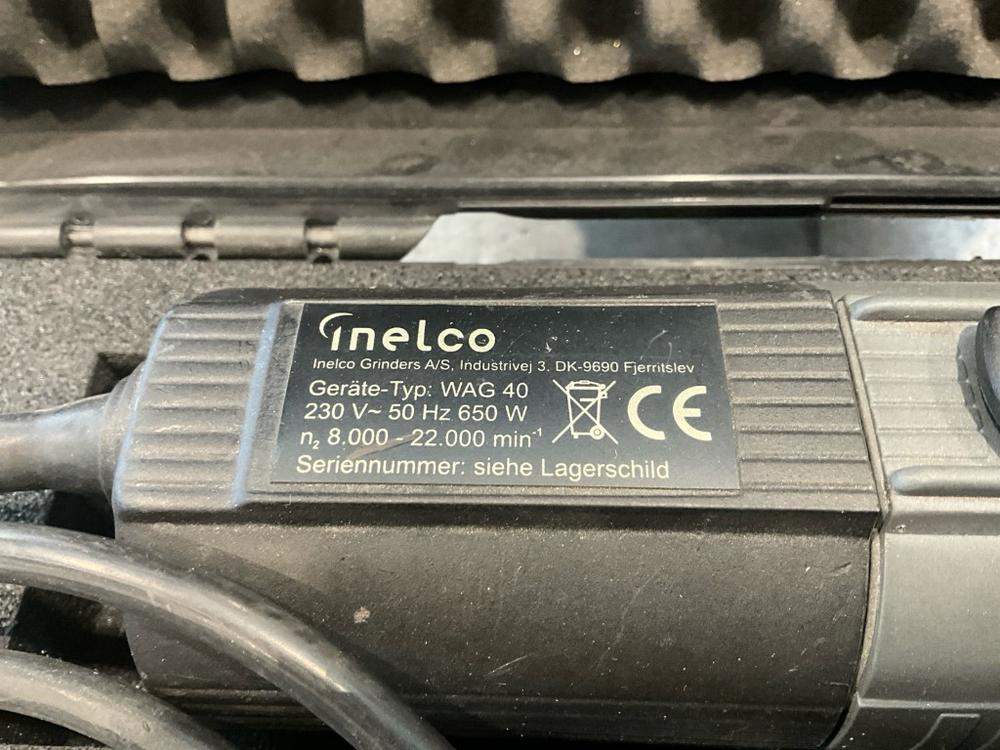 inelco
Inelco Grinders A/S, Industrivej 3. DK-9690 Fjerritslev
Geräte-Typ: WAG 40
230 V~ 50 Hz 650 W
n₂ 8.000 - 22.000 min⁻¹
CE
Seriennummer: siehe Lagerschild